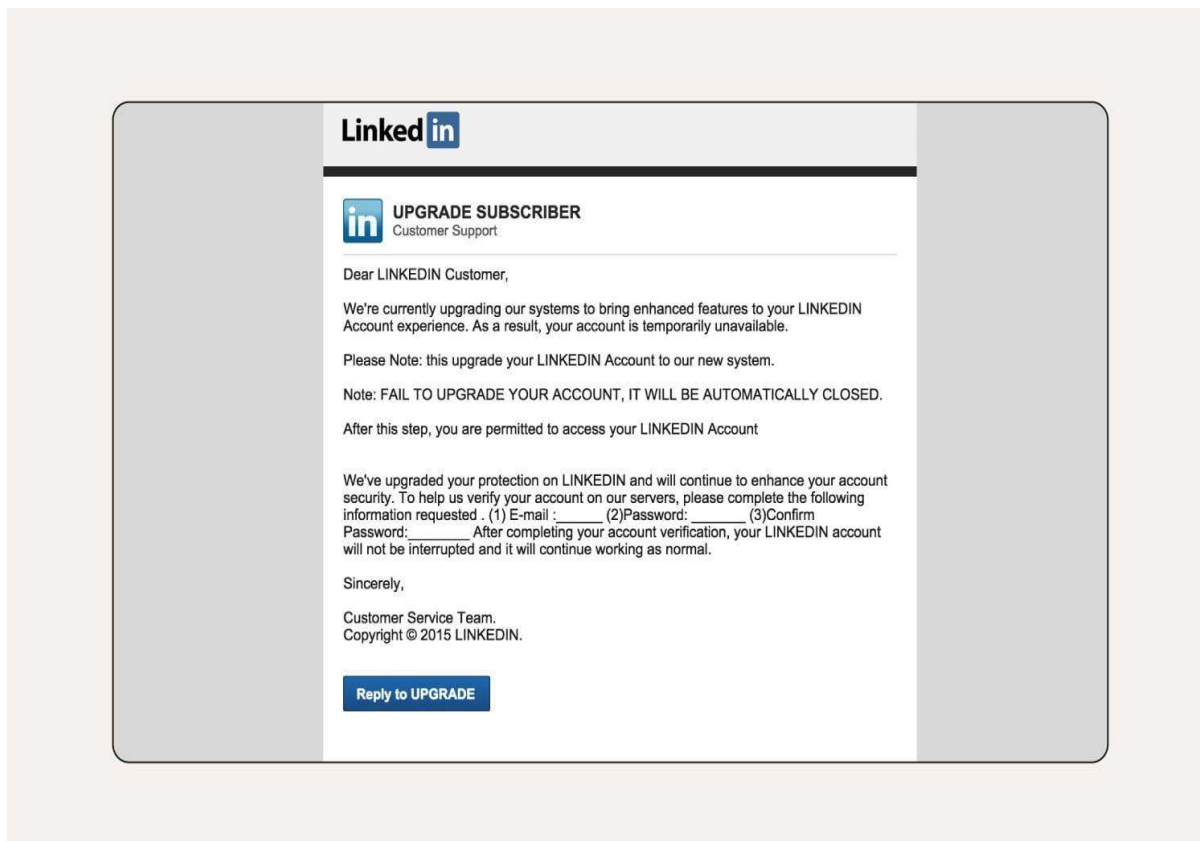 Linked in
in
UPGRADE SUBSCRIBER
Customer Support
Dear LINKEDIN Customer,
We're currently upgrading our systems to bring enhanced features to your LINKEDIN
Account experience. As a result, your account is temporarily unavailable.
Please Note: this upgrade your LINKEDIN Account to our new system.
Note: FAIL TO UPGRADE YOUR ACCOUNT, IT WILL BE AUTOMATICALLY CLOSED.
After this step, you are permitted to access your LINKEDIN Account
We've upgraded your protection on LINKEDIN and will continue to enhance your account
security. To help us verify your account on our servers, please complete the following
information requested . (1) E-mail :______ (2)Password: _______ (3)Confirm
Password:________ After completing your account verification, your LINKEDIN account
will not be interrupted and it will continue working as normal.
Sincerely,
Customer Service Team.
Copyright © 2015 LINKEDIN.
Reply to UPGRADE